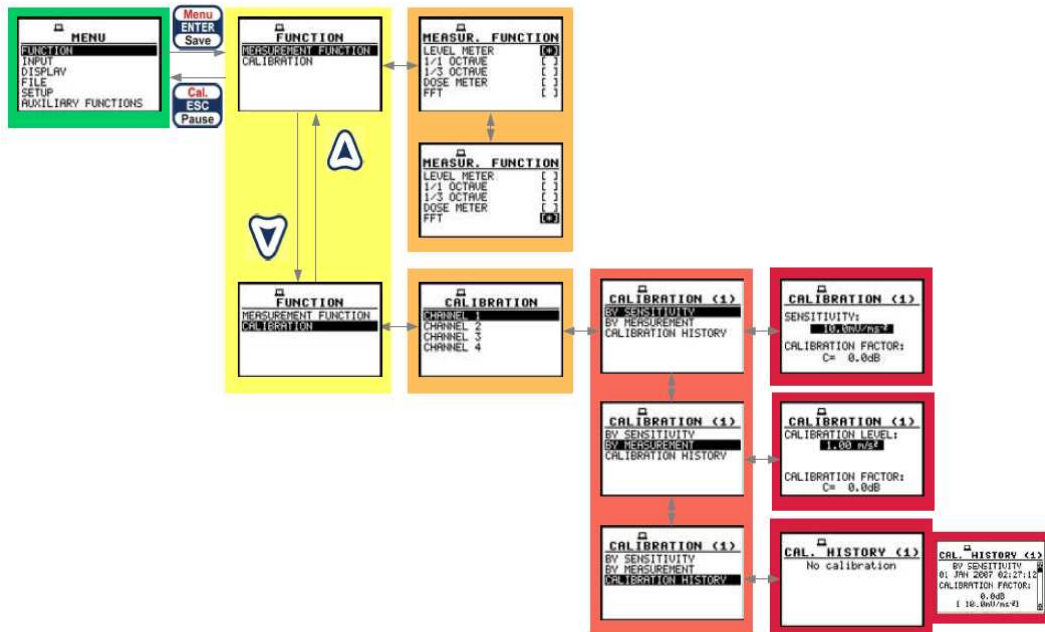 MENU
FUNCTION
INPUT
DISPLAY
FILE
SETUP
AUXILIARY FUNCTIONS
Menu
ENTER
Save
Cal.
ESC
Pause
FUNCTION
MEASUREMENT FUNCTION
CALIBRATION
MEASUR. FUNCTION
LEVEL METER [*]
1/1 OCTAVE [ ]
1/3 OCTAVE [ ]
DOSE METER [ ]
FFT [ ]
MEASUR. FUNCTION
LEVEL METER [ ]
1/1 OCTAVE [ ]
1/3 OCTAVE [ ]
DOSE METER [ ]
FFT [*]
FUNCTION
MEASUREMENT FUNCTION
CALIBRATION
CALIBRATION
CHANNEL 1
CHANNEL 2
CHANNEL 3
CHANNEL 4
CALIBRATION (1)
BY SENSITIVITY
BY MEASUREMENT
CALIBRATION HISTORY
CALIBRATION (1)
SENSITIVITY:
10.0mV/ms⁻²
CALIBRATION FACTOR:
C= 0.0dB
CALIBRATION (1)
BY SENSITIVITY
BY MEASUREMENT
CALIBRATION HISTORY
CALIBRATION (1)
CALIBRATION LEVEL:
1.00 m/s²
CALIBRATION FACTOR:
C= 0.0dB
CALIBRATION (1)
BY SENSITIVITY
BY MEASUREMENT
CALIBRATION HISTORY
CAL. HISTORY (1)
No calibration
CAL. HISTORY (1)
BY SENSITIVITY
01 JAN 2007 02:27:12
CALIBRATION FACTOR:
0.0dB
[ 10.0mV/ms⁻²]